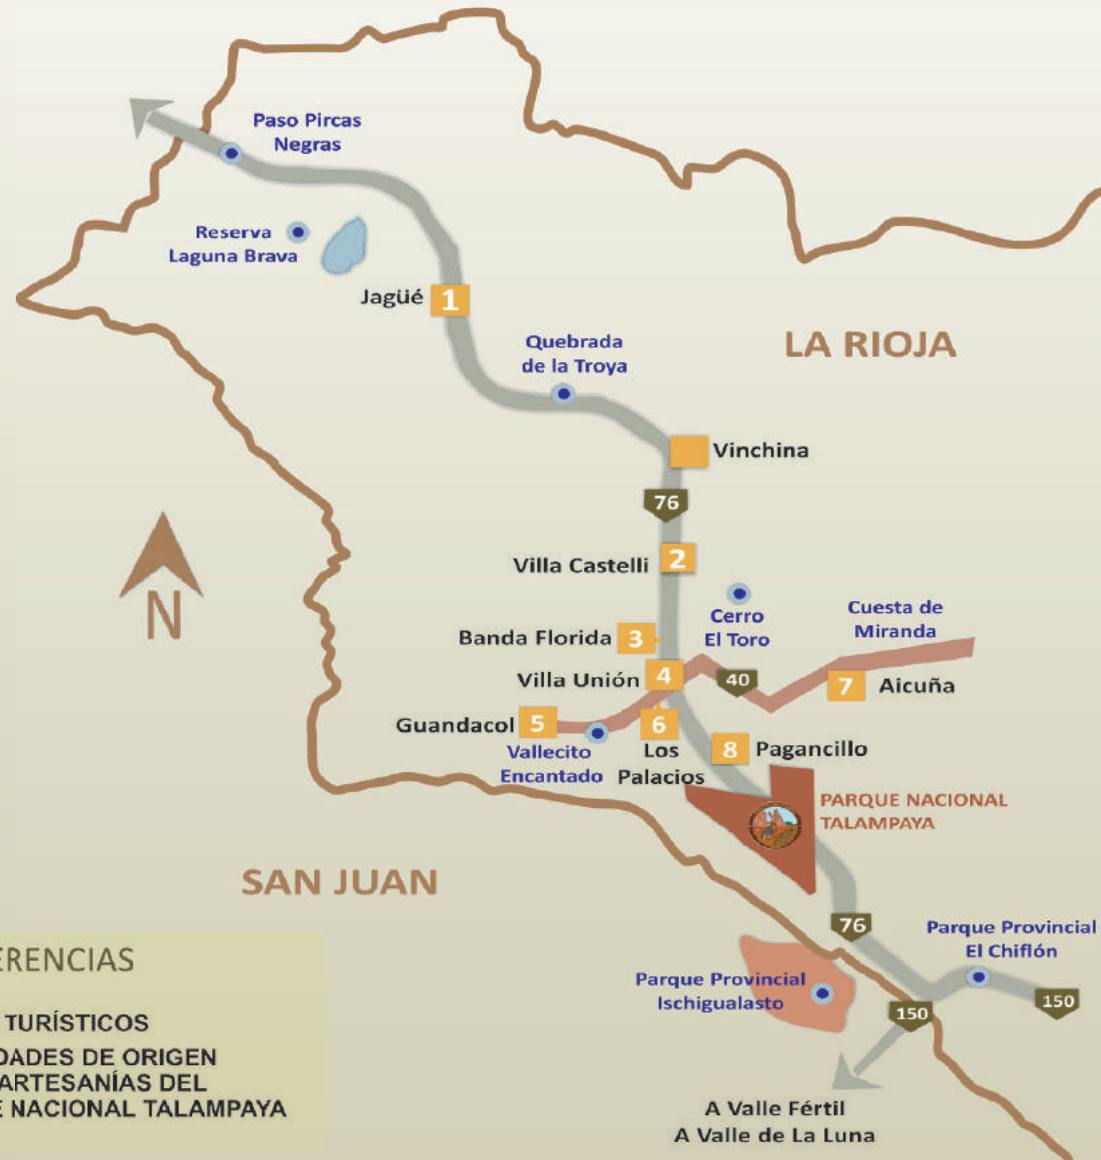 Paso Pircas
Negras
Reserva
Laguna Brava
Jagüé
1
Quebrada
de la Troya
LA RIOJA
Vinchina
76
Villa Castelli
2
Cerro
El Toro
Cuesta de
Miranda
N
Banda Florida
3
Villa Unión
4
40
7
Aicuña
Guandacol
5
6
Vallecito
Encantado
Los
Palacios
8
Pagancillo
PARQUE NACIONAL
TALAMPAYA
SAN JUAN
76
Parque Provincial
El Chiflón
Parque Provincial
Ischigualasto
150
150
ERENCIAS
TURÍSTICOS
DADES DE ORIGEN
ARTESANÍAS DEL
E NACIONAL TALAMPAYA
A Valle Fértil
A Valle de La Luna